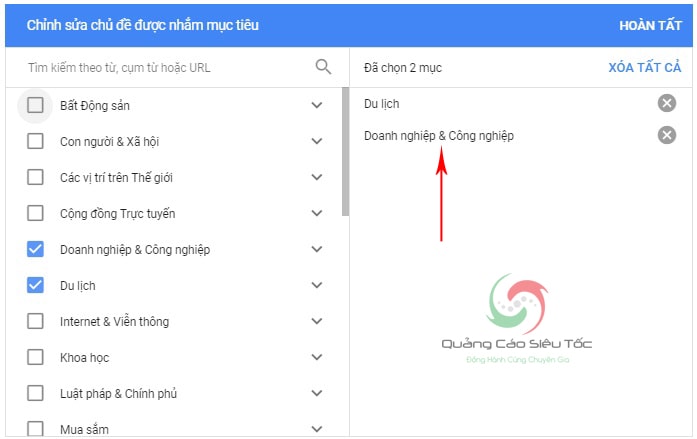 Chỉnh sửa chủ đề được nhắm mục tiêu
HOÀN TẤT
Tìm kiếm theo từ, cụm từ hoặc URL
Đã chọn 2 mục
XÓA TẤT CẢ
Bất Động sản
Con người & Xã hội
Các vị trí trên Thế giới
Cộng đồng Trực tuyến
Doanh nghiệp & Công nghiệp
Du lịch
Internet & Viễn thông
Khoa học
Luật pháp & Chính phủ
Mua sắm
Du lịch
Doanh nghiệp & Công nghiệp
Quảng Cáo Siêu Tốc
Đồng Hành Cùng Chuyên Gia